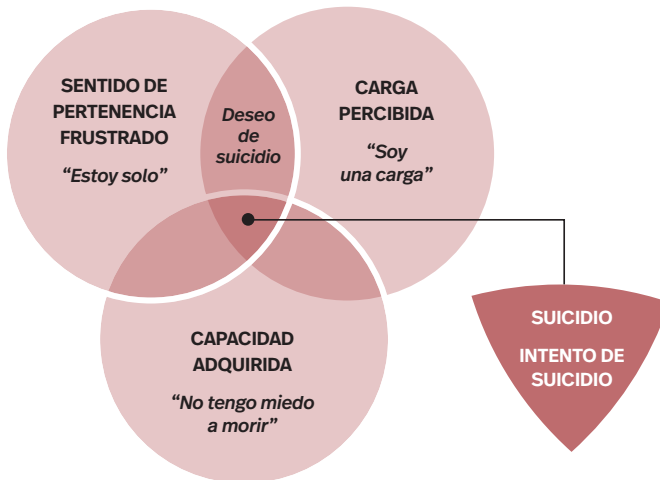 SENTIDO DE
PERTENENCIA
FRUSTRADO
“Estoy solo”
Deseo
de
suicidio
CARGA
PERCIBIDA
“Soy
una carga”
CAPACIDAD
ADQUIRIDA
“No tengo miedo
a morir”
SUICIDIO
INTENTO DE
SUICIDIO